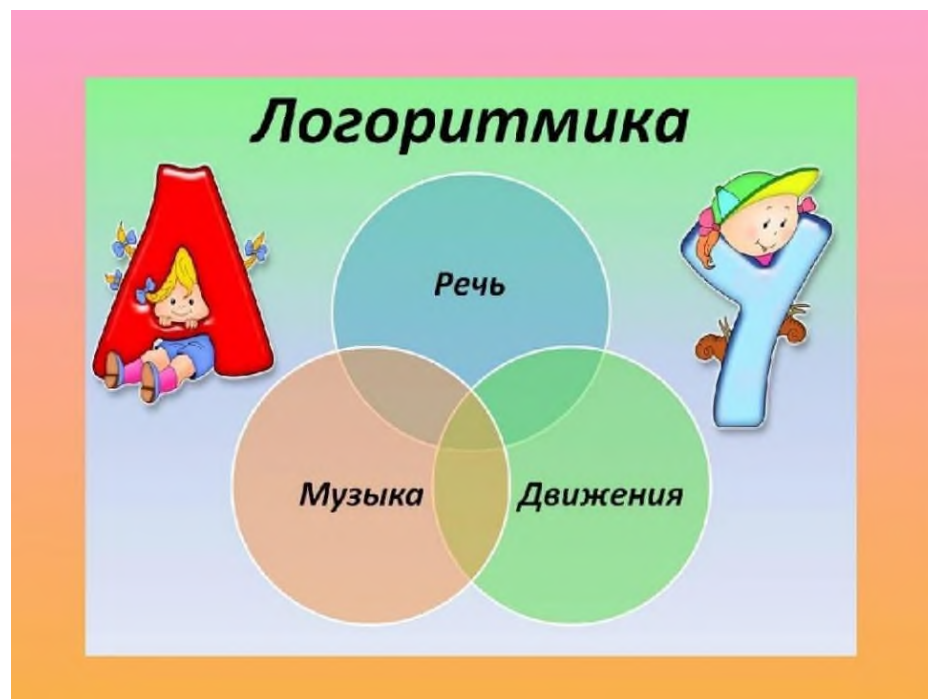 Логоритмика
А
У
Речь
Музыка
Движения